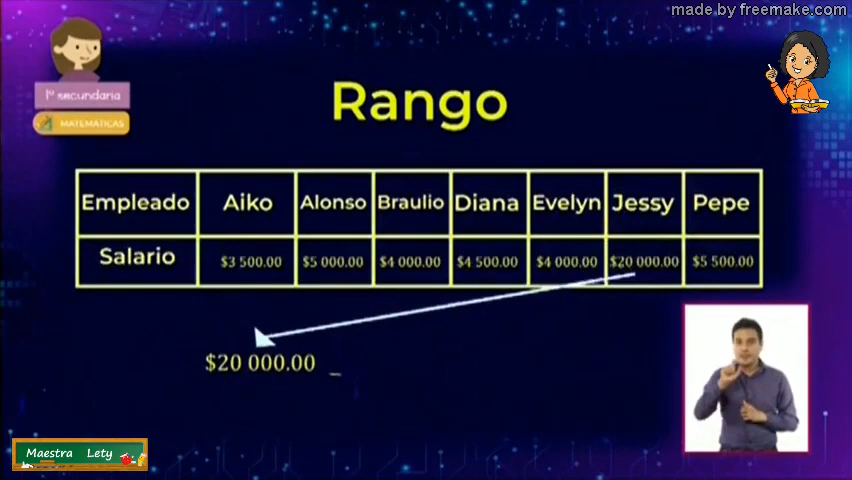 made by freemake.com
1º secundaria
MATEMÁTICAS
Rango
Empleado Aiko Alonso Braulio Diana Evelyn Jessy Pepe
Salario $3 500.00 $5 000.00 $4 000.00 $4 500.00 $4 000.00 $20 000.00 $5 500.00
$20 000.00 _
Maestra Lety